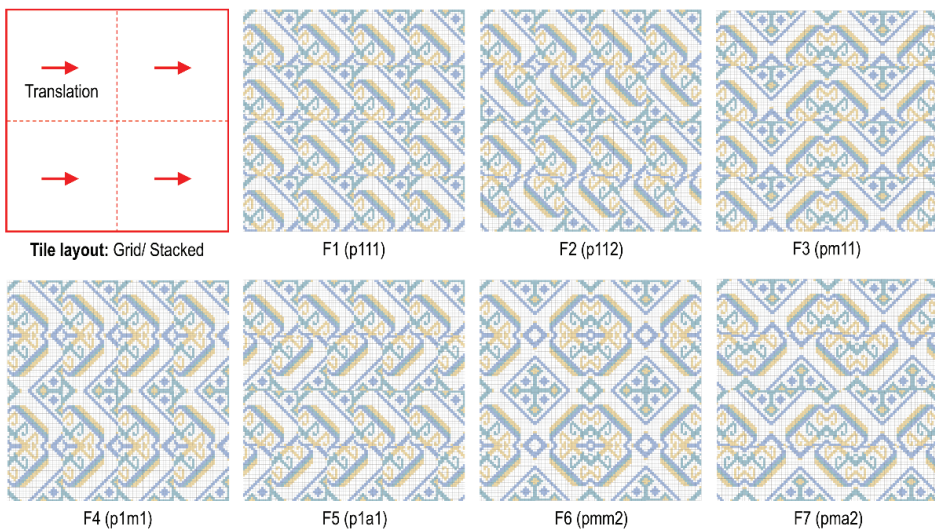 Translation
Tile layout: Grid/ Stacked
F1 (p111)
F2 (p112)
F3 (pm11)
F4 (p1m1)
F5 (p1a1)
F6 (pmm2)
F7 (pma2)